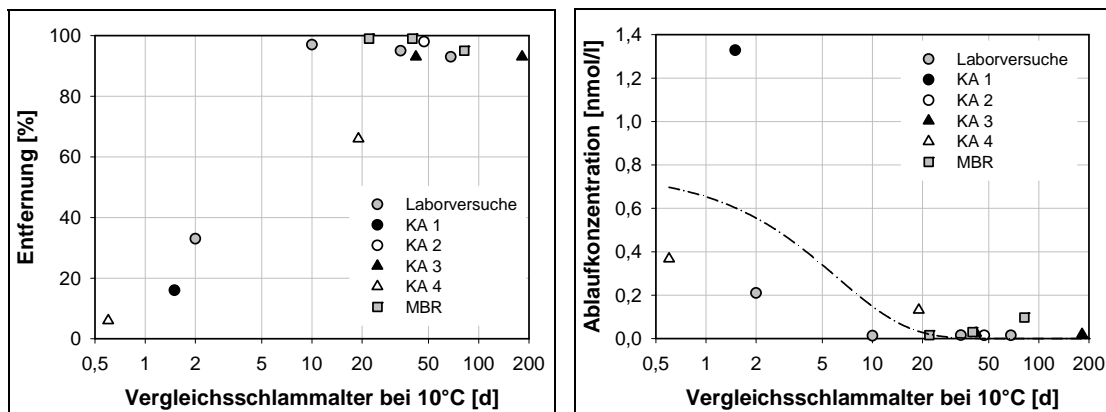 Entfernung [%]
100
80
60
40
20
0
0,5 1 2 5 10 20 50 100 200
Vergleichsschlammalter bei 10°C [d]
Laborversuche
KA 1
KA 2
KA 3
KA 4
MBR
Ablaufkonzentration [nmol/l]
1,4
1,2
1,0
0,8
0,6
0,4
0,2
0,0
0,5 1 2 5 10 20 50 100 200
Vergleichsschlammalter bei 10°C [d]
Laborversuche
KA 1
KA 2
KA 3
KA 4
MBR